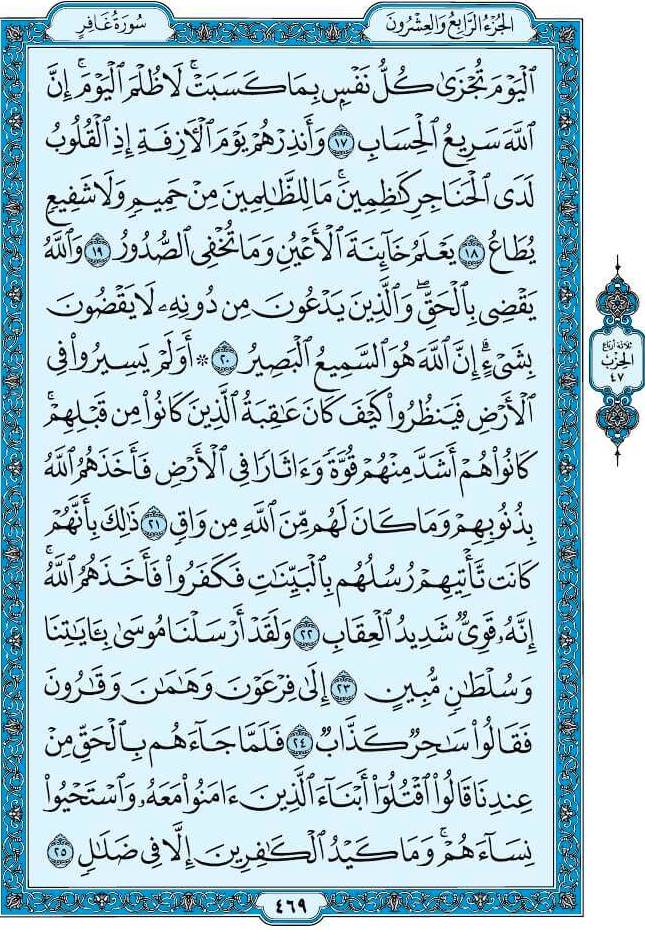 الجُزْءُ الرَّابِعُ وَالعِشْرُونَ
سُورَةُ غَافِرٍ
ٱلْيَوْمَ تُجْزَىٰ كُلُّ نَفْسٍۭ بِمَا كَسَبَتْۚ لَا ظُلْمَ ٱلْيَوْمَۚ إِنَّ
ٱللَّهَ سَرِيعُ ٱلْحِسَابِ ١٧ وَأَنذِرْهُمْ يَوْمَ ٱلْأٓزِفَةِ إِذِ ٱلْقُلُوبُ
لَدَى ٱلْحَنَاجِرِ كَٰظِمِينَۚ مَا لِلظَّٰلِمِينَ مِنْ حَمِيمٍ وَلَا شَفِيعٍ
يُطَاعُ ١٨ يَعْلَمُ خَآئِنَةَ ٱلْأَعْيُنِ وَمَا تُخْفِى ٱلصُّدُورُ ١٩ وَٱللَّهُ
يَقْضِى بِٱلْحَقِّۖ وَٱلَّذِينَ يَدْعُونَ مِن دُونِهِۦ لَا يَقْضُونَ
بِشَىْءٍۗ إِنَّ ٱللَّهَ هُوَ ٱلسَّمِيعُ ٱلْبَصِيرُ ٢٠ * أَوَلَمْ يَسِيرُوا۟ فِى
ٱلْأَرْضِ فَيَنظُرُوا۟ كَيْفَ كَانَ عَٰقِبَةُ ٱلَّذِينَ كَانُوا۟ مِن قَبْلِهِمْۚ
كَانُوا۟ هُمْ أَشَدَّ مِنْهُمْ قُوَّةً وَءَاثَارًا فِى ٱلْأَرْضِ فَأَخَذَهُمُ ٱللَّهُ
بِذُنُوبِهِمْ وَمَا كَانَ لَهُم مِّنَ ٱللَّهِ مِن وَاقٍ ٢١ ذَٰلِكَ بِأَنَّهُمْ
كَانَت تَّأْتِيهِمْ رُسُلُهُم بِٱلْبَيِّنَٰتِ فَكَفَرُوا۟ فَأَخَذَهُمُ ٱللَّهُۚ
إِنَّهُۥ قَوِىٌّ شَدِيدُ ٱلْعِقَابِ ٢٢ وَلَقَدْ أَرْسَلْنَا مُوسَىٰ بِـَٔايَٰتِنَا
وَسُلْطَٰنٍ مُّبِينٍ ٢٣ إِلَىٰ فِرْعَوْنَ وَهَٰمَٰنَ وَقَٰرُونَ
فَقَالُوا۟ سَٰحِرٌ كَذَّابٌ ٢٤ فَلَمَّا جَآءَهُم بِٱلْحَقِّ مِنْ
عِندِنَا قَالُوا۟ ٱقْتُلُوٓا۟ أَبْنَآءَ ٱلَّذِينَ ءَامَنُوا۟ مَعَهُۥ وَٱسْتَحْيُوا۟
نِسَآءَهُمْۚ وَمَا كَيْدُ ٱلْكَٰفِرِينَ إِلَّا فِى ضَلَٰلٍ ٢٥
ثلاثة أرباع
الحزب
٤٧
٤٦٩